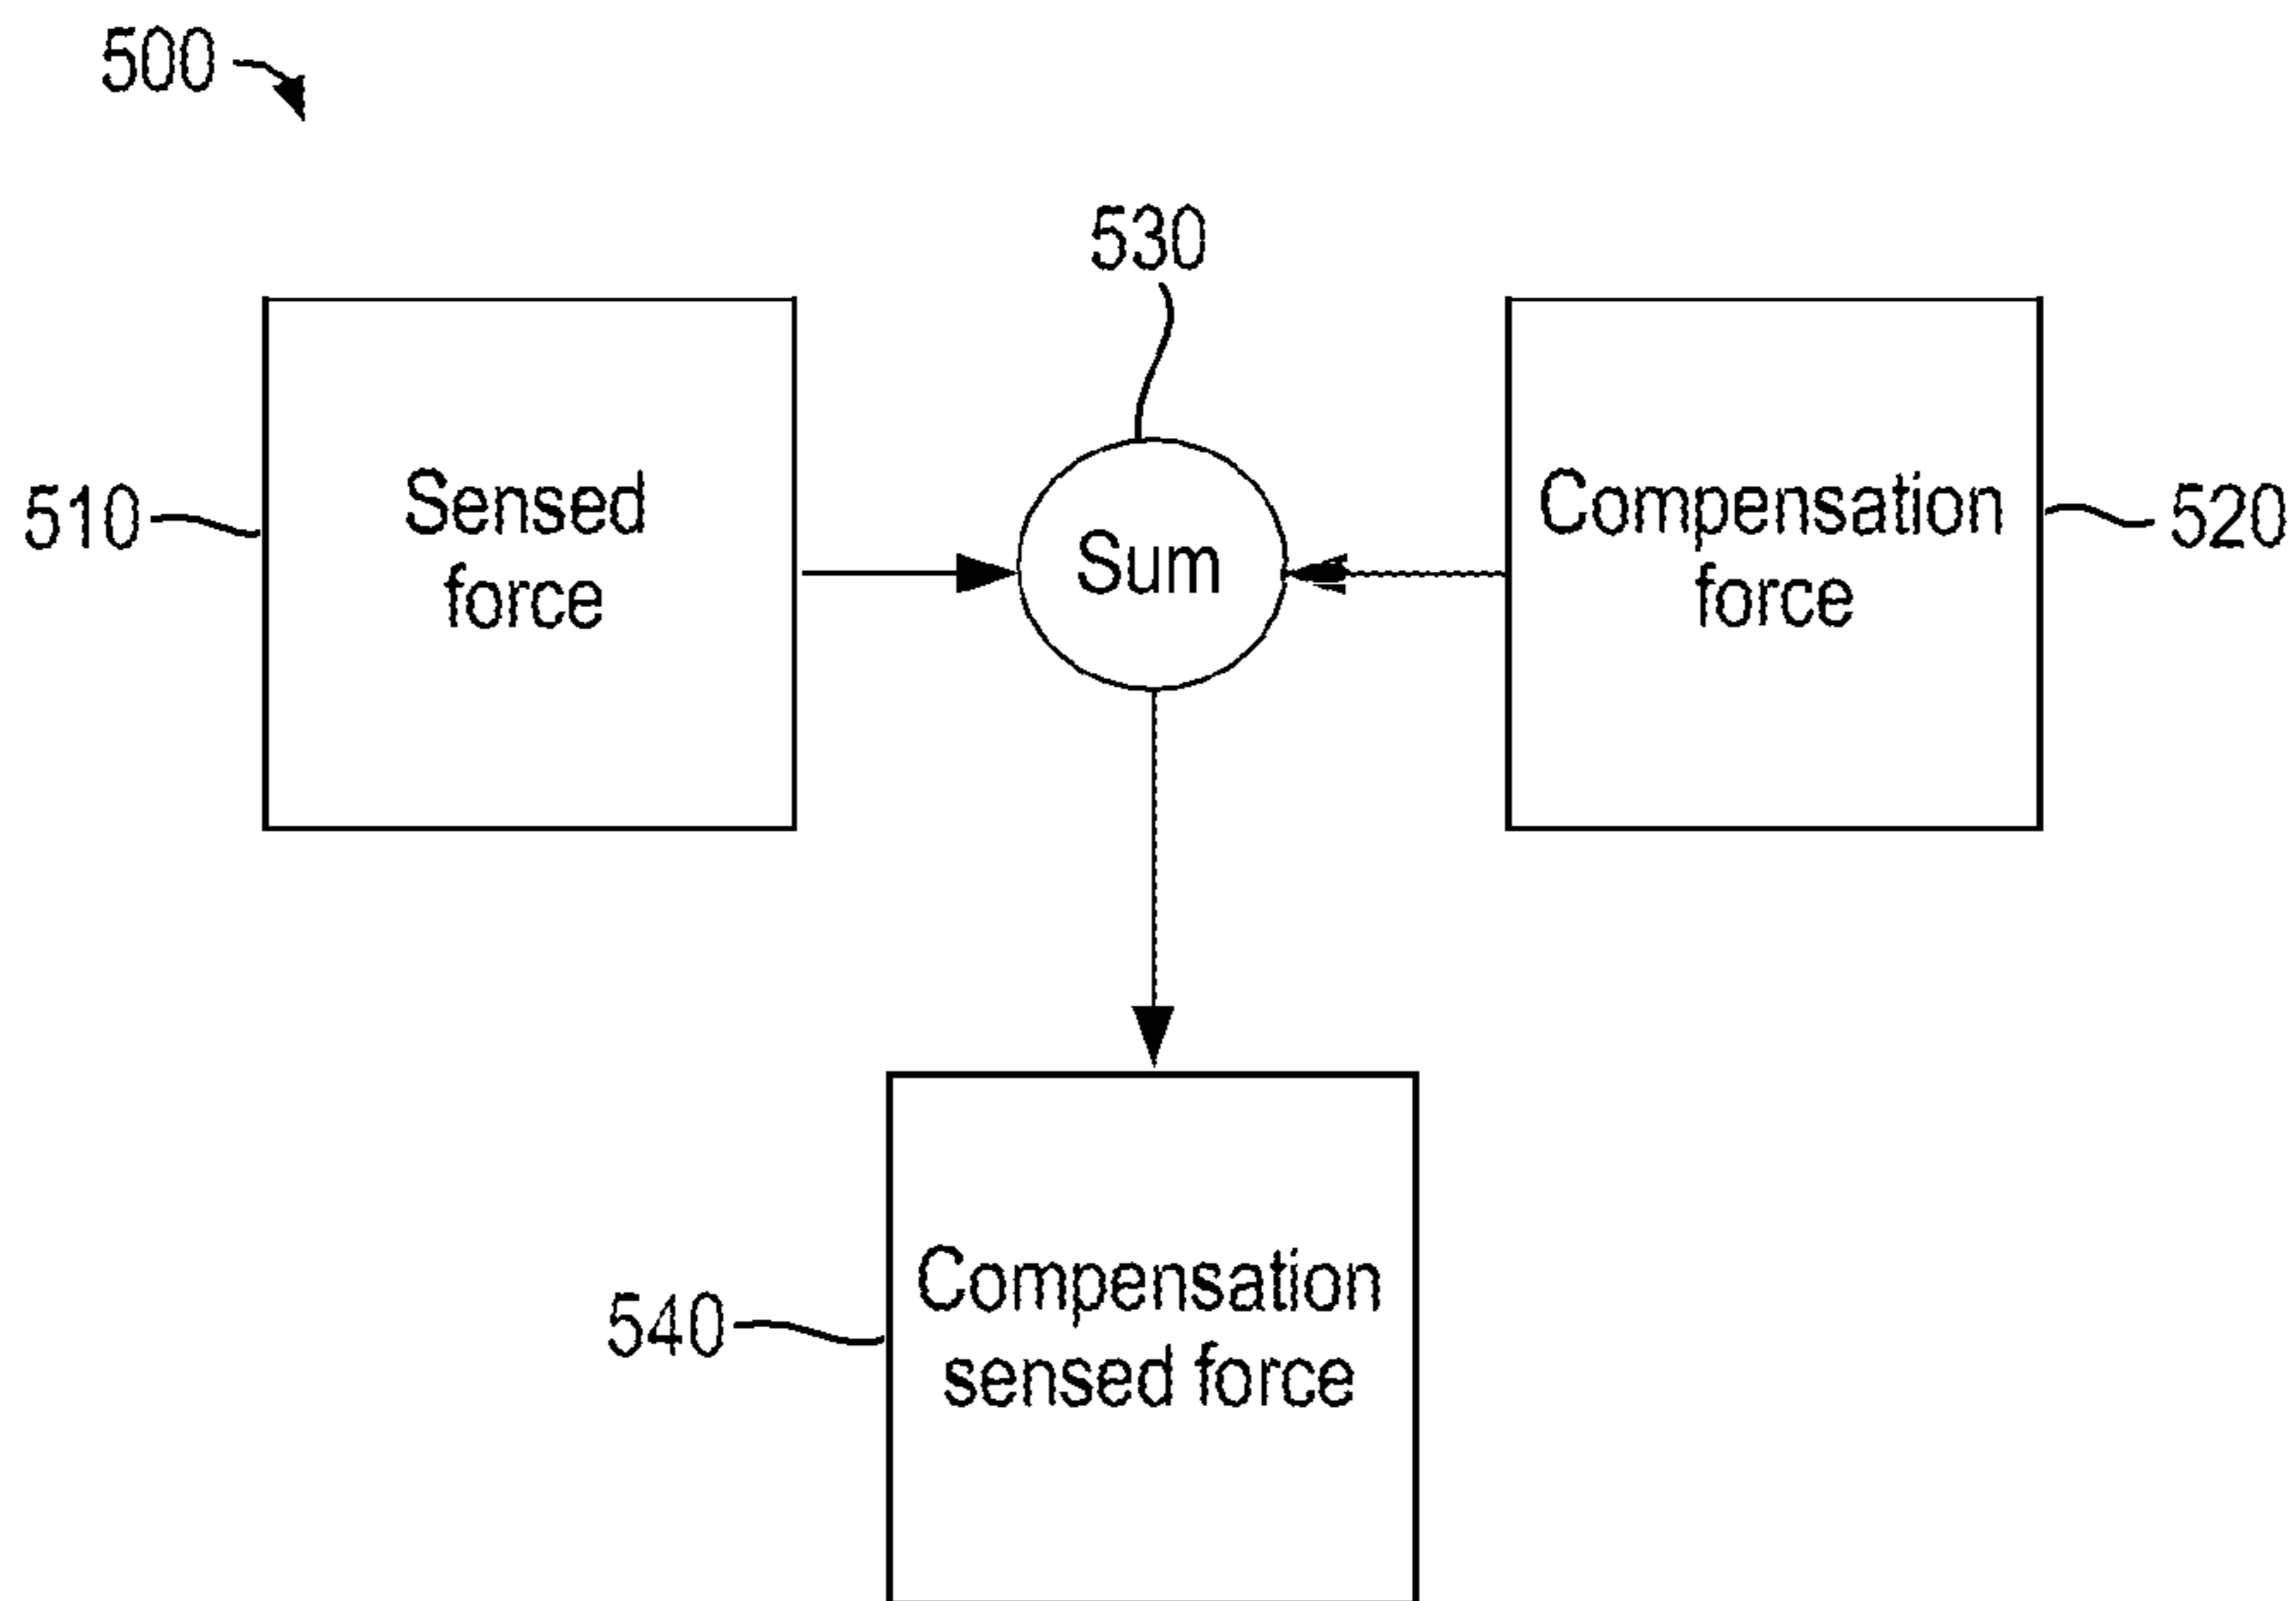 500
530
510
Sensed
force
Sum
Compensation
force
520
540
Compensation
sensed force